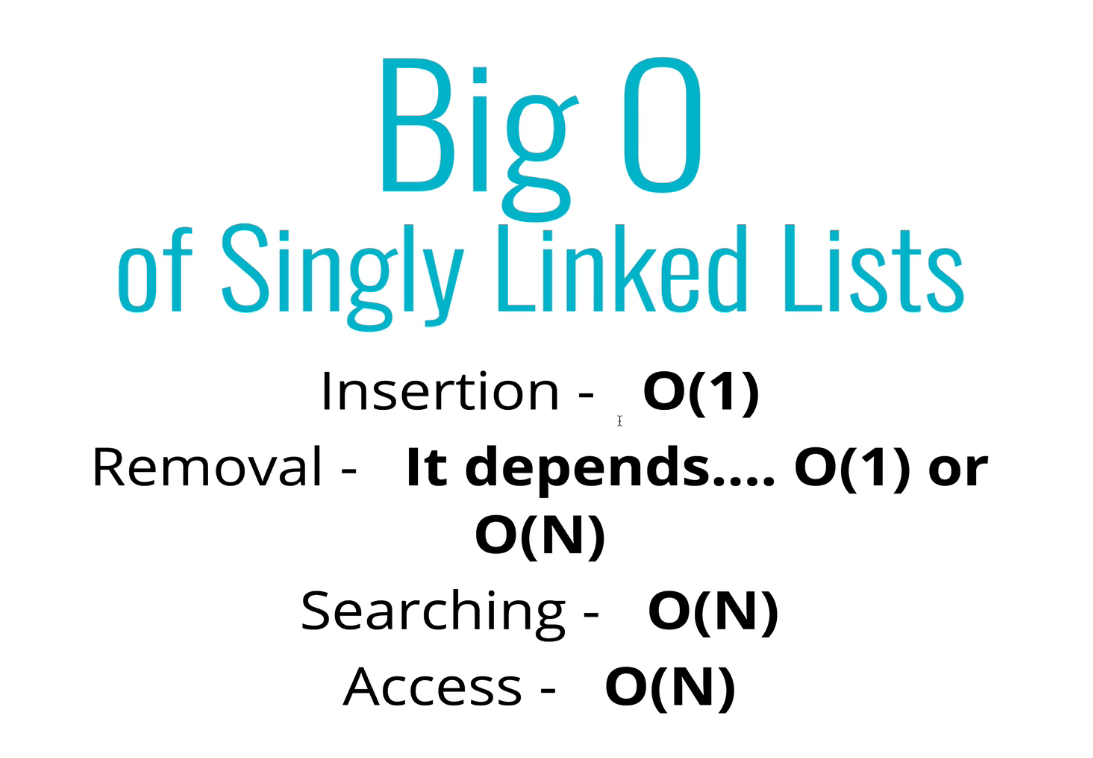 Big O
of Singly Linked Lists
Insertion - O(1)
Removal - It depends.... O(1) or
O(N)
Searching - O(N)
Access - O(N)